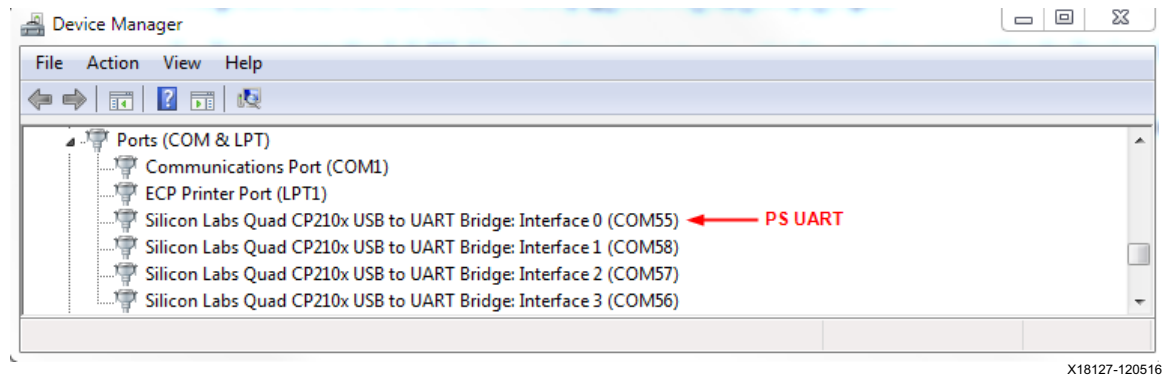 Device Manager
File Action View Help
Ports (COM & LPT)
Communications Port (COM1)
ECP Printer Port (LPT1)
Silicon Labs Quad CP210x USB to UART Bridge: Interface 0 (COM55) PS UART
Silicon Labs Quad CP210x USB to UART Bridge: Interface 1 (COM58)
Silicon Labs Quad CP210x USB to UART Bridge: Interface 2 (COM57)
Silicon Labs Quad CP210x USB to UART Bridge: Interface 3 (COM56)
X18127-120516